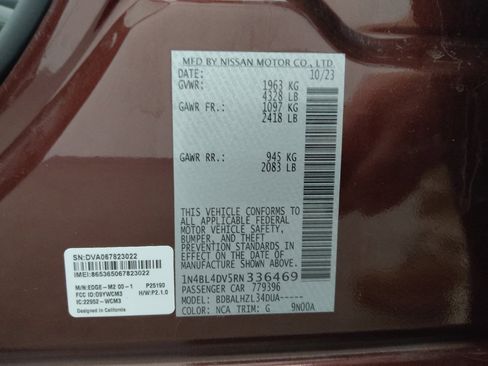 MFD BY NISSAN MOTOR CO., LTD.
DATE: 10/23
GVWR: 1963 KG
4328 LB
GAWR FR.: 1097 KG
2418 LB
GAWR RR.: 945 KG
2083 LB
THIS VEHICLE CONFORMS TO
ALL APPLICABLE FEDERAL
MOTOR VEHICLE SAFETY,
BUMPER, AND THEFT
PREVENTION STANDARDS IN
EFFECT ON THE DATE OF
MANUFACTURE SHOWN ABOVE.
1N4BL4DV5RN336469
PASSENGER CAR 779396
MODEL: BDBALHZL34DUA-----
COLOR: NCA TRIM: G 9N00A
SN:DVA067823022
IMEI:865365067823022
M/N:EDGE-M2 00-1 P25190
FCC ID:O9YWCM3 H/W:P2.1.0
IC:22952-WCM3
Designed in California